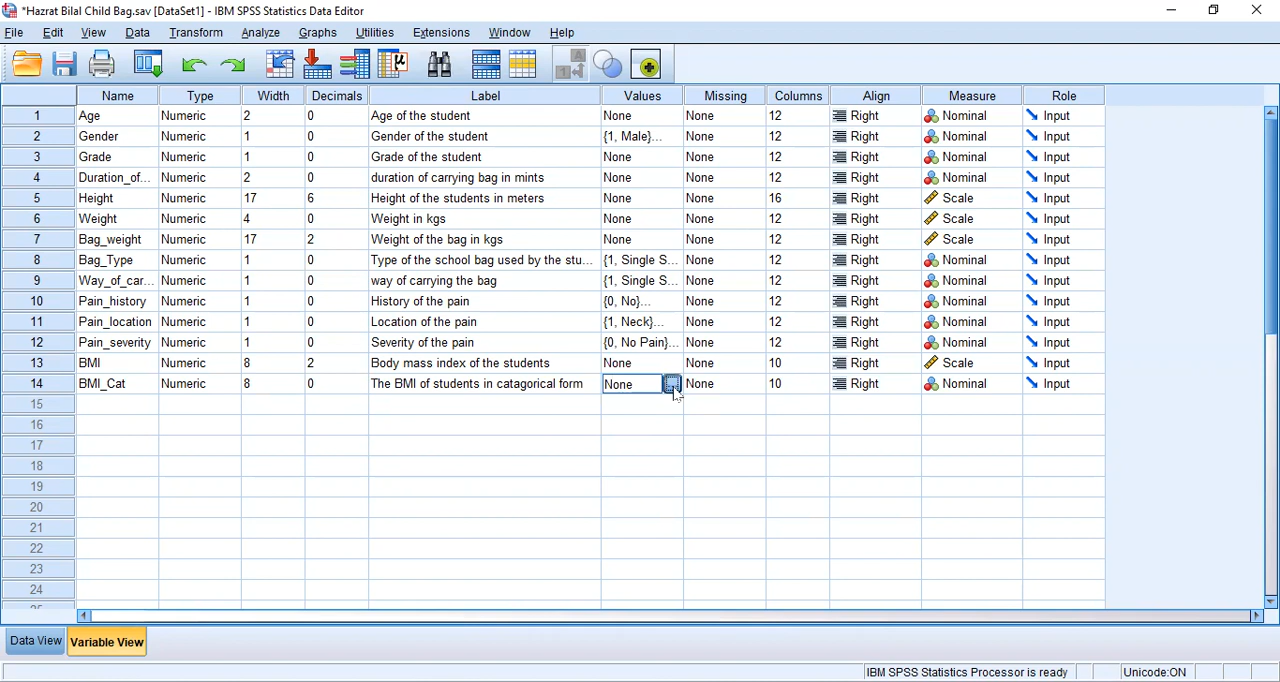 *Hazrat Bilal Child Bag.sav [DataSet1] - IBM SPSS Statistics Data Editor
File Edit View Data Transform Analyze Graphs Utilities Extensions Window Help
Name Type Width Decimals Label Values Missing Columns Align Measure Role
1 Age Numeric 2 0 Age of the student None None 12 Right Nominal Input
2 Gender Numeric 1 0 Gender of the student {1, Male}... None 12 Right Nominal Input
3 Grade Numeric 1 0 Grade of the student None None 12 Right Nominal Input
4 Duration_of... Numeric 2 0 duration of carrying bag in mints None None 12 Right Nominal Input
5 Height Numeric 17 6 Height of the students in meters None None 16 Right Scale Input
6 Weight Numeric 4 0 Weight in kgs None None 12 Right Scale Input
7 Bag_weight Numeric 17 2 Weight of the bag in kgs None None 12 Right Scale Input
8 Bag_Type Numeric 1 0 Type of the school bag used by the stu... {1, Single S... None 12 Right Nominal Input
9 Way_of_car... Numeric 1 0 way of carrying the bag {1, Single S... None 12 Right Nominal Input
10 Pain_history Numeric 1 0 History of the pain {0, No}... None 12 Right Nominal Input
11 Pain_location Numeric 1 0 Location of the pain {1, Neck}... None 12 Right Nominal Input
12 Pain_severity Numeric 1 0 Severity of the pain {0, No Pain}... None 12 Right Nominal Input
13 BMI Numeric 8 2 Body mass index of the students None None 10 Right Scale Input
14 BMI_Cat Numeric 8 0 The BMI of students in catagorical form None None 10 Right Nominal Input
15
16
17
18
19
20
21
22
23
24
Data View Variable View
IBM SPSS Statistics Processor is ready Unicode:ON